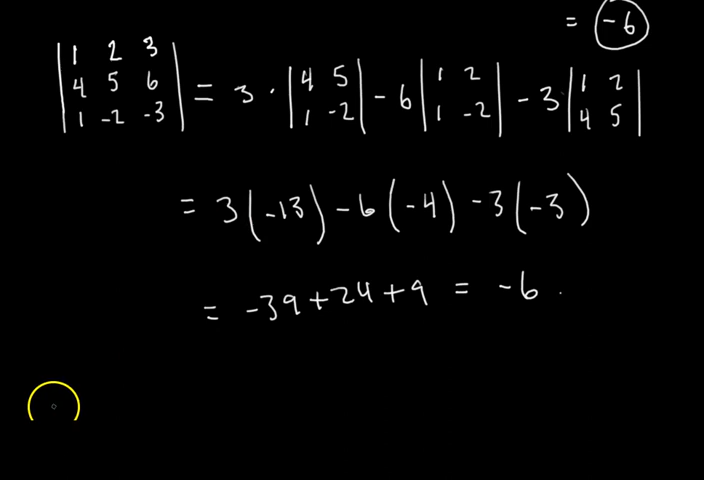 = -6
| 1 2 3 |
| 4 5 6 | = 3 · | 4 5 | - 6 | 1 2 | - 3 | 1 2 |
| 1 -2 -3 | | 1 -2 | | 1 -2 | | 4 5 |
= 3(-13) - 6(-4) - 3(-3)
= -39 + 24 + 9 = -6.